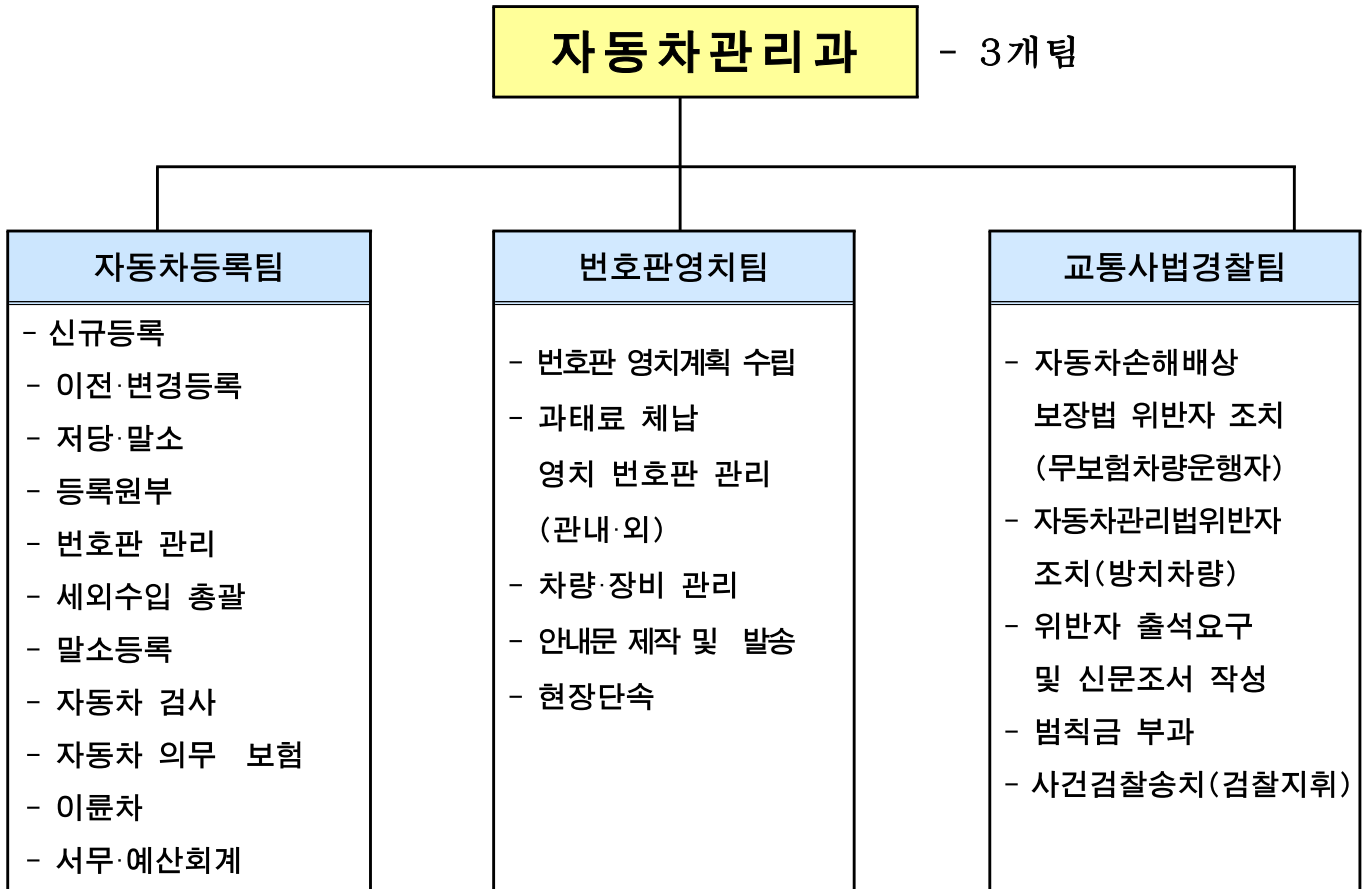 자동차관리과 - 3개팀
자동차등록팀
- 신규등록
- 이전·변경등록
- 저당·말소
- 등록원부
- 번호판 관리
- 세외수입 총괄
- 말소등록
- 자동차 검사
- 자동차 의무 보험
- 이륜차
- 서무·예산회계
번호판영치팀
- 번호판 영치계획 수립
- 과태료 체납
영치 번호판 관리
(관내·외)
- 차량·장비 관리
- 안내문 제작 및 발송
- 현장단속
교통사법경찰팀
- 자동차손해배상
보장법 위반자 조치
(무보험차량운행자)
- 자동차관리법위반자
조치(방치차량)
- 위반자 출석요구
및 신문조서 작성
- 범칙금 부과
- 사건검찰송치(검찰지휘)